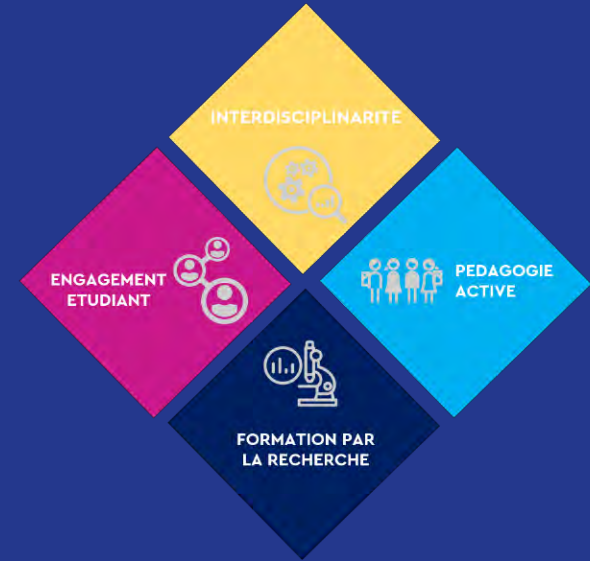 INTERDISCIPLINARITE
ENGAGEMENT
ETUDIANT
PEDAGOGIE
ACTIVE
FORMATION PAR
LA RECHERCHE